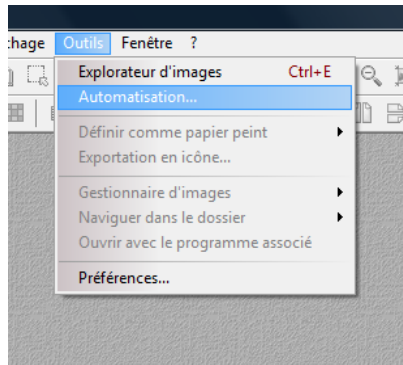 chage Outils Fenêtre ?
Explorateur d'images Ctrl+E
Automatisation...
Définir comme papier peint
Exportation en icône...
Gestionnaire d'images
Naviguer dans le dossier
Ouvrir avec le programme associé
Préférences...